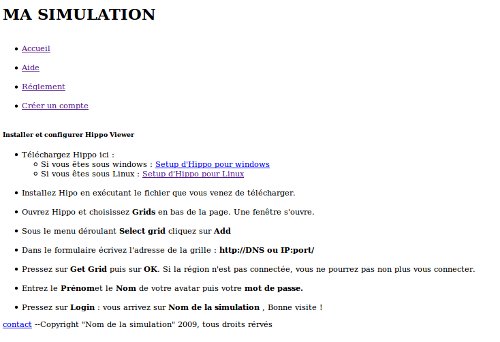 MA SIMULATION
Accueil
Aide
Réglement
Créer un compte
Installer et configurer Hippo Viewer
Téléchargez Hippo ici :
Si vous êtes sous windows : Setup d'Hippo pour windows
Si vous êtes sous Linux : Setup d'Hippo pour Linux
Installez Hipo en exécutant le fichier que vous venez de télécharger.
Ouvrez Hippo et choisissez Grids en bas de la page. Une fenêtre s'ouvre.
Sous le menu déroulant Select grid cliquez sur Add
Dans le formulaire écrivez l'adresse de la grille : http://DNS ou IP:port/
Pressez sur Get Grid puis sur OK. Si la région n'est pas connectée, vous ne pourrez pas non plus vous connecter.
Entrez le Prénomet le Nom de votre avatar puis votre mot de passe.
Pressez sur Login : vous arrivez sur Nom de la simulation , Bonne visite !
contact --Copyright "Nom de la simulation" 2009, tous droits rérvés